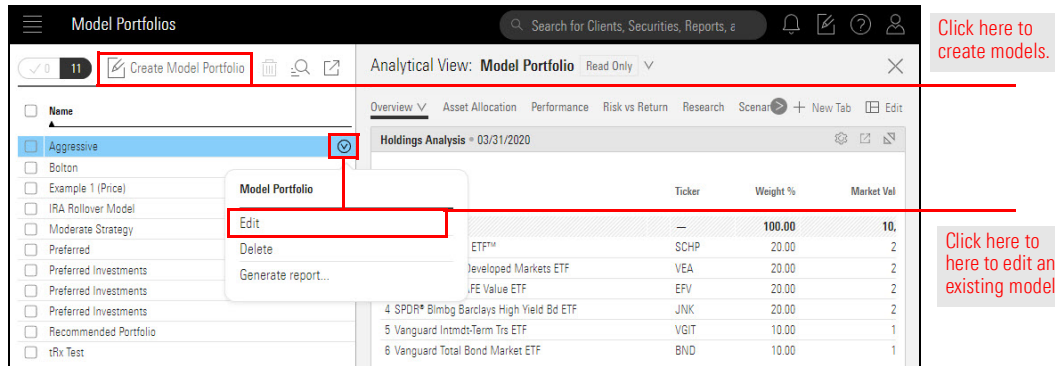 Model Portfolios
Search for Clients, Securities, Reports, a
Click here to
create models.
0 11 Create Model Portfolio
Analytical View: Model Portfolio Read Only
Name
Overview Asset Allocation Performance Risk vs Return Research Scenar + New Tab Edit
Aggressive
Holdings Analysis • 03/31/2020
Bolton
Example 1 (Price)
IRA Rollover Model
Moderate Strategy
Preferred
Preferred Investments
Preferred Investments
Preferred Investments
Recommended Portfolio
tRx Test
Model Portfolio
Edit
Delete
Generate report...
Ticker Weight % Market Val
— 100.00 10,
ETF™ SCHP 20.00 2
Developed Markets ETF VEA 20.00 2
AFE Value ETF EFV 20.00 2
4 SPDR® Blmbg Barclays High Yield Bd ETF JNK 20.00 2
5 Vanguard Intmdt-Term Trs ETF VGIT 10.00 1
6 Vanguard Total Bond Market ETF BND 10.00 1
Click here to
here to edit an
existing model